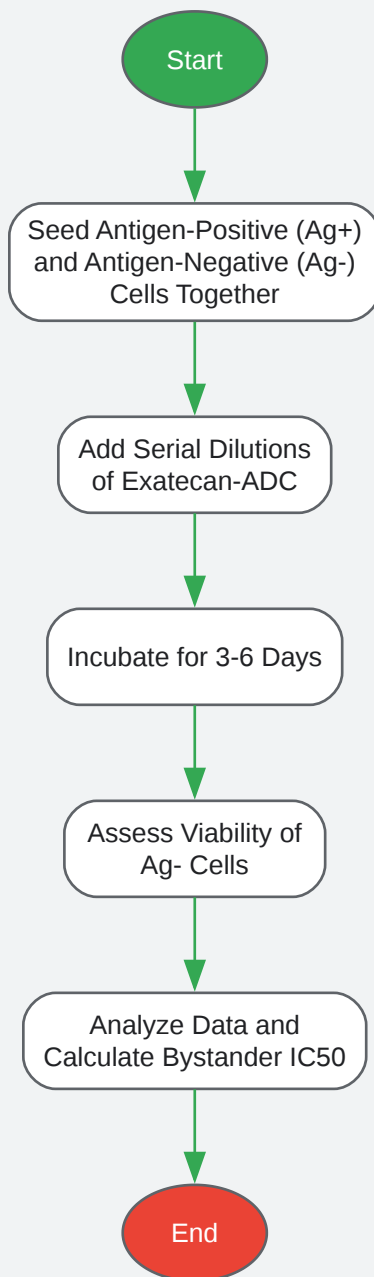 Start
Seed Antigen-Positive (Ag+)
and Antigen-Negative (Ag-)
Cells Together
Add Serial Dilutions
of Exatecan-ADC
Incubate for 3-6 Days
Assess Viability of
Ag- Cells
Analyze Data and
Calculate Bystander IC50
End